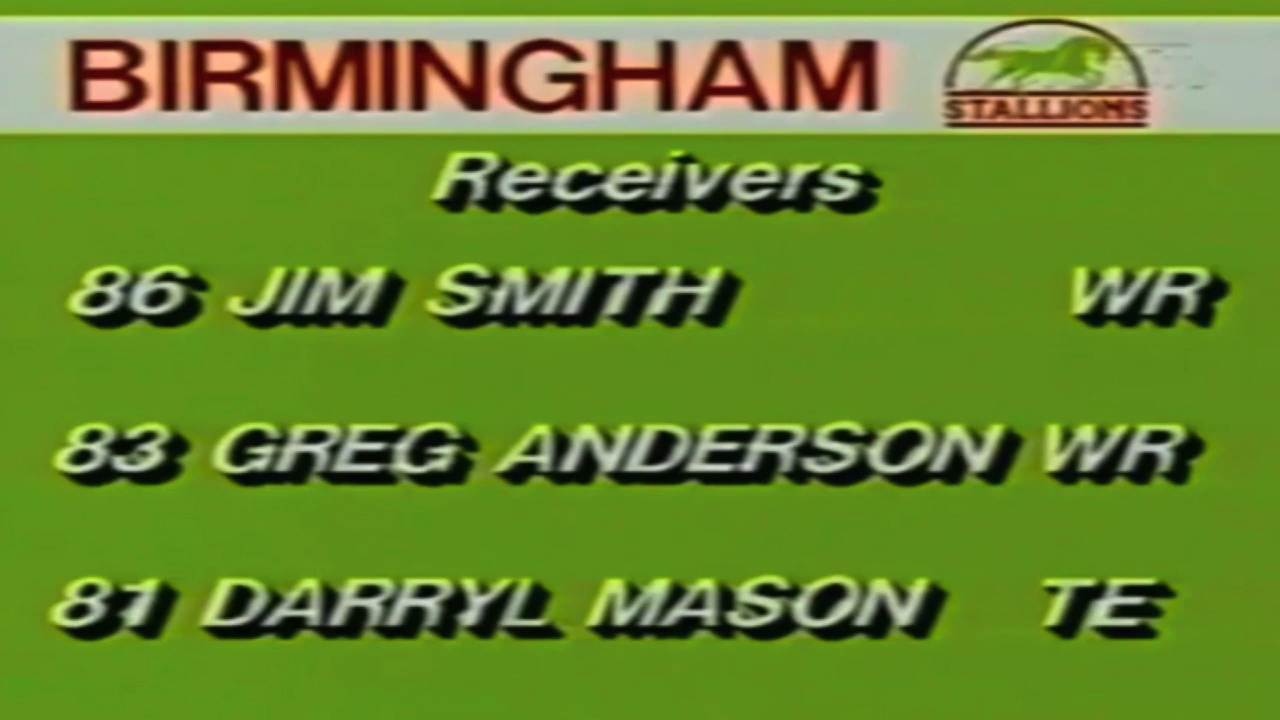 BIRMINGHAM
STALLIONS
Receivers
86 JIM SMITH WR
83 GREG ANDERSON WR
81 DARRYL MASON TE